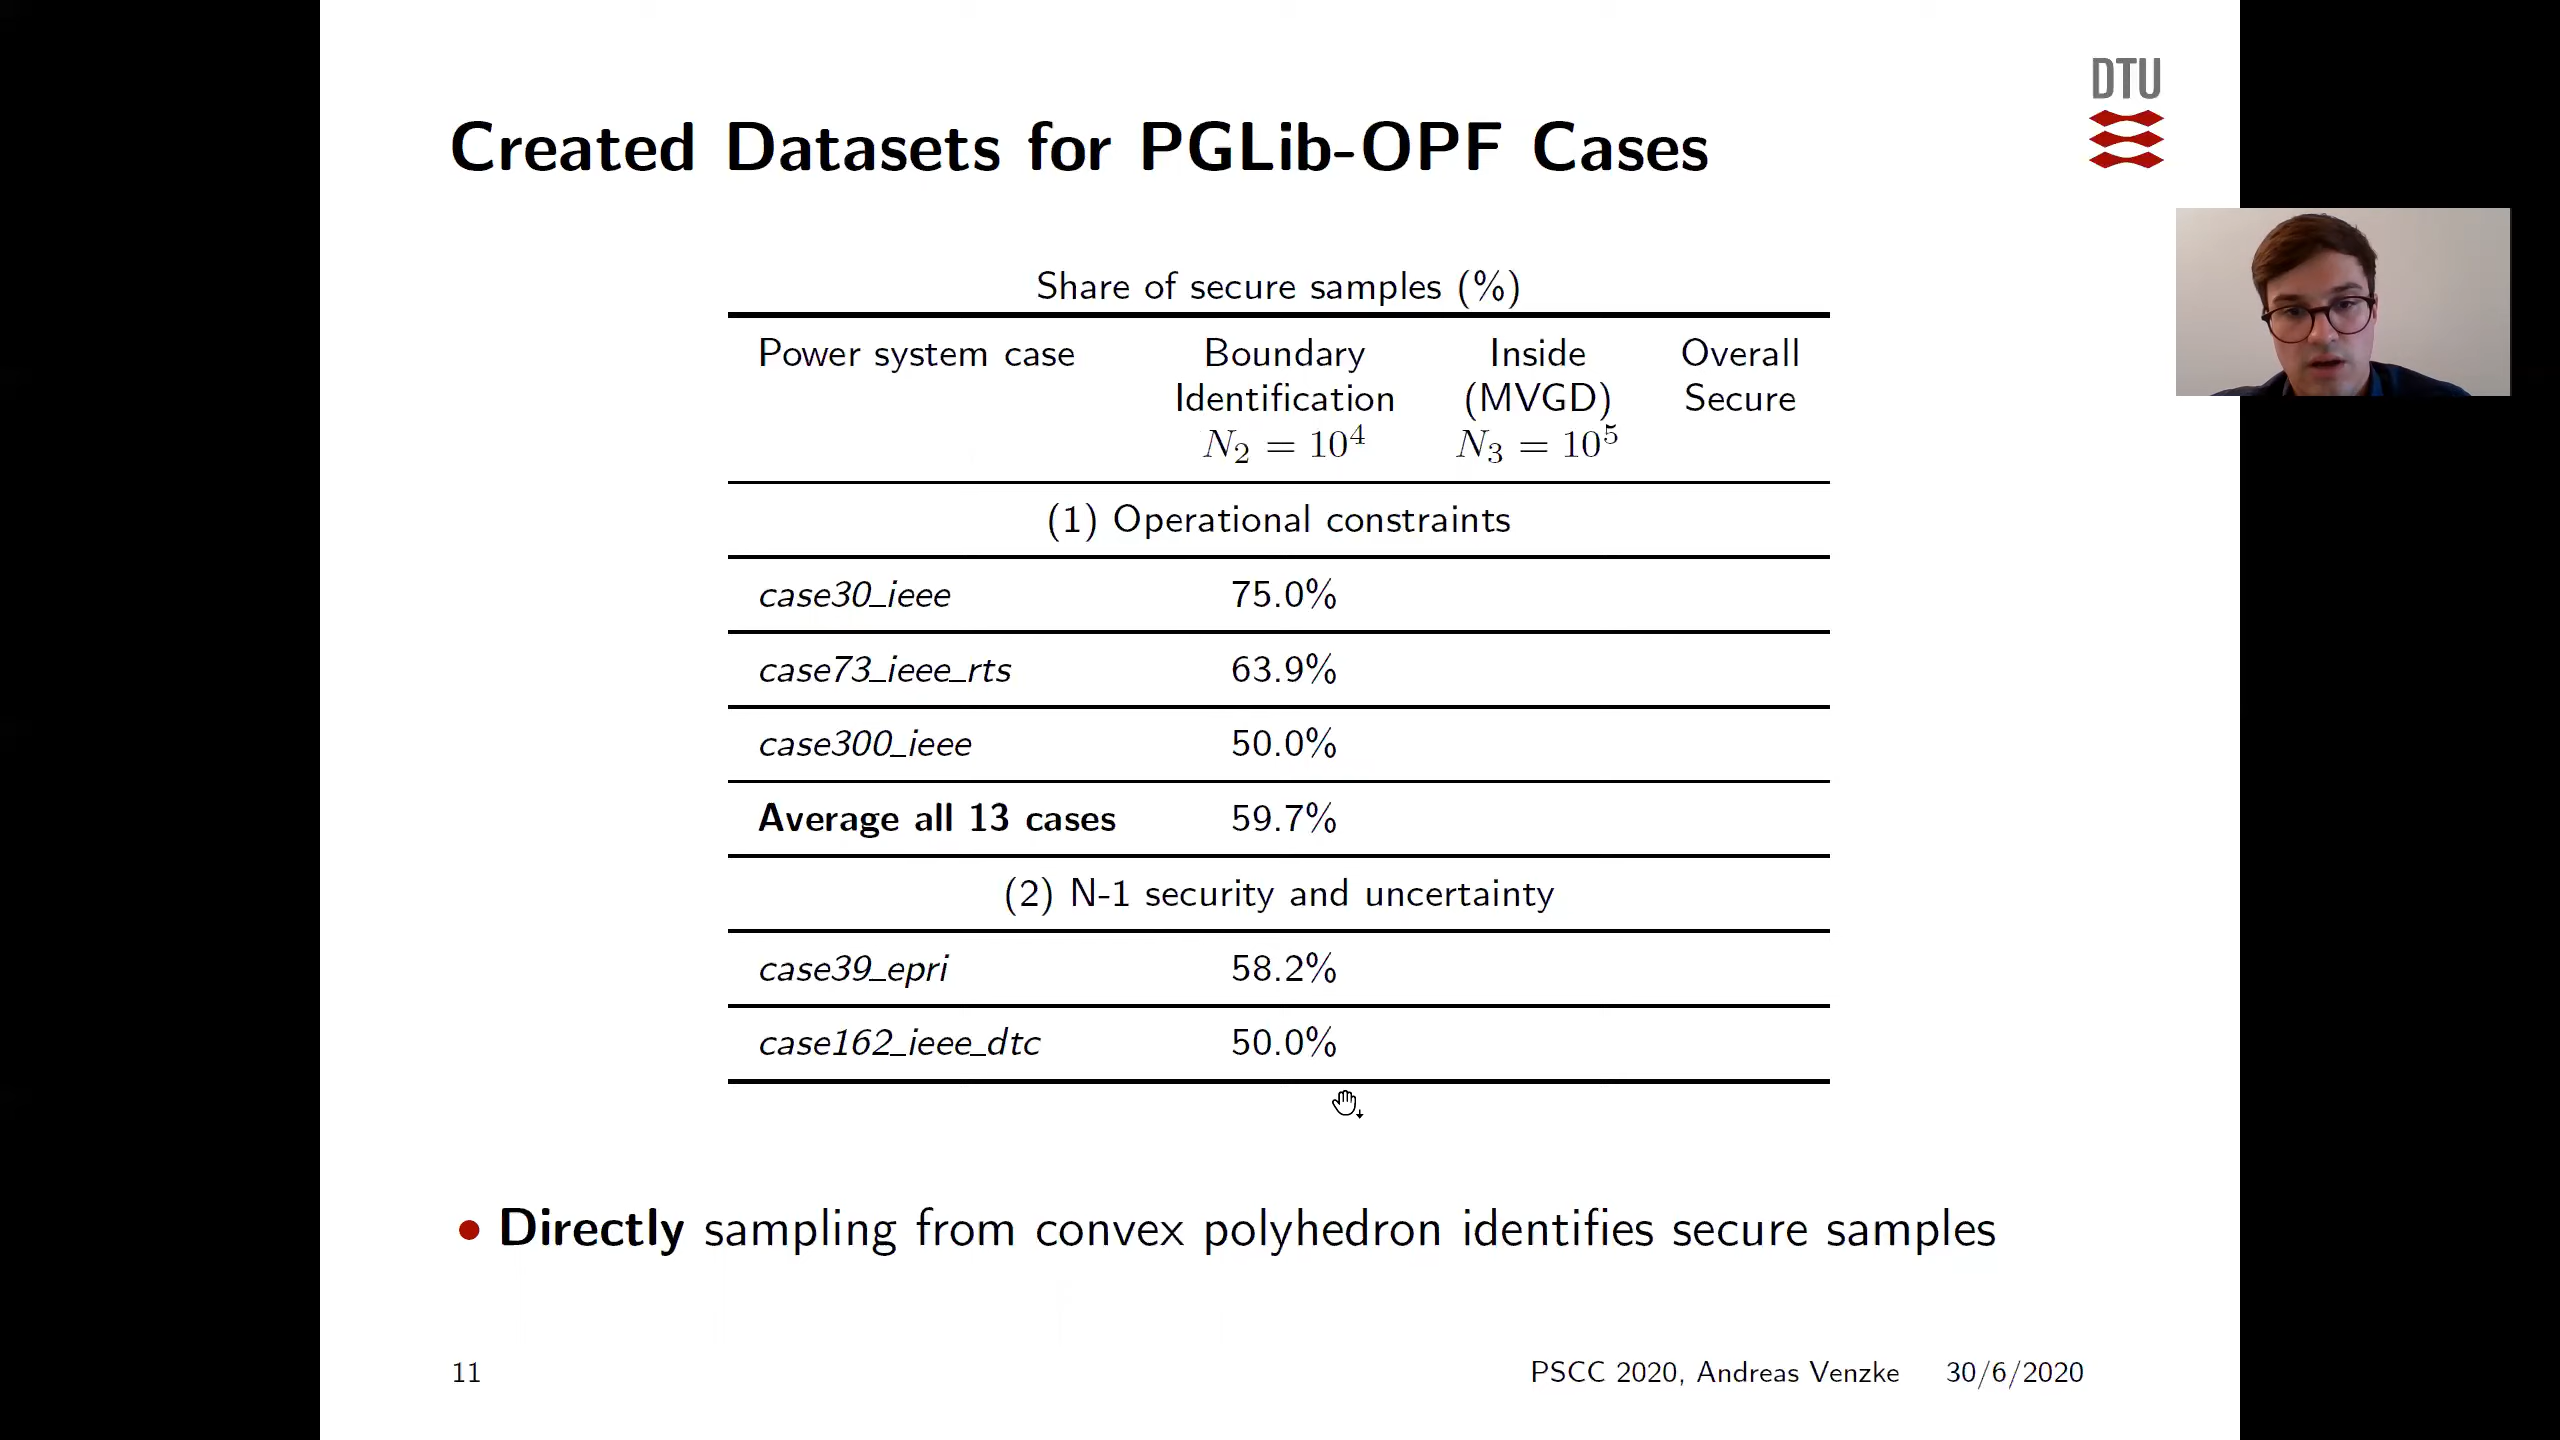 DTU
Created Datasets for PGLib-OPF Cases
Share of secure samples (%)
Power system case Boundary Inside Overall
Identification (MVGD) Secure
N₂ = 10⁴ N₃ = 10⁵
(1) Operational constraints
case30_ieee 75.0%
case73_ieee_rts 63.9%
case300_ieee 50.0%
Average all 13 cases 59.7%
(2) N-1 security and uncertainty
case39_epri 58.2%
case162_ieee_dtc 50.0%
• Directly sampling from convex polyhedron identifies secure samples
11 PSCC 2020, Andreas Venzke 30/6/2020